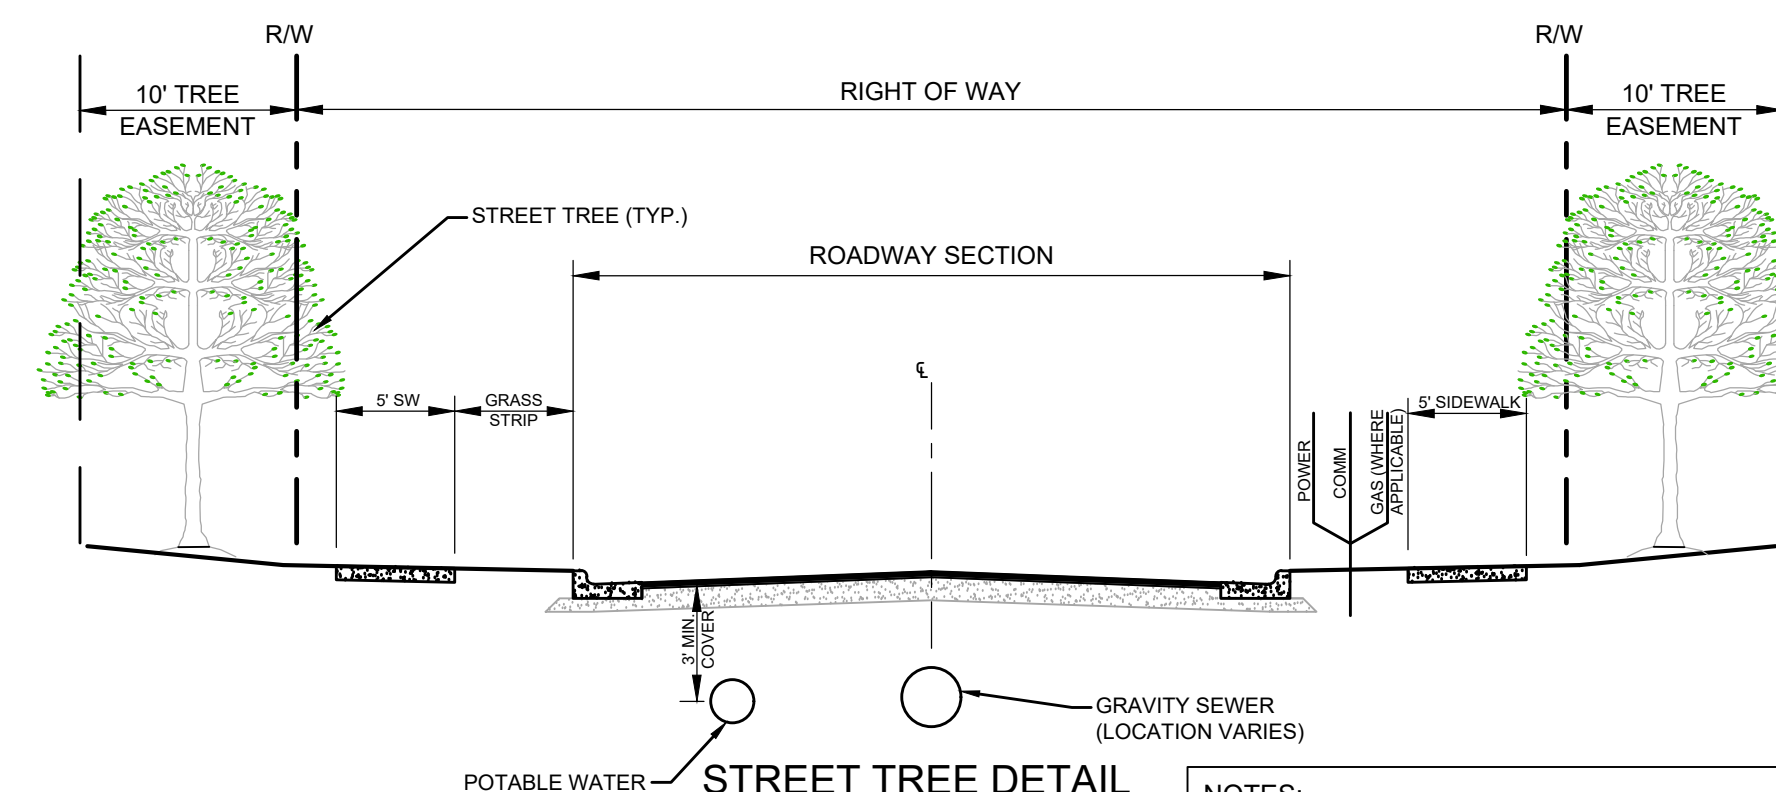 R/W
R/W
10' TREE
EASEMENT
RIGHT OF WAY
10' TREE
EASEMENT
STREET TREE (TYP.)
ROADWAY SECTION
℄
5' SW
GRASS
STRIP
POWER
COMM
GAS (WHERE
APPLICABLE)
5' SIDEWALK
3' MIN.
COVER
GRAVITY SEWER
(LOCATION VARIES)
POTABLE WATER
STREET TREE DETAIL
NOTES: